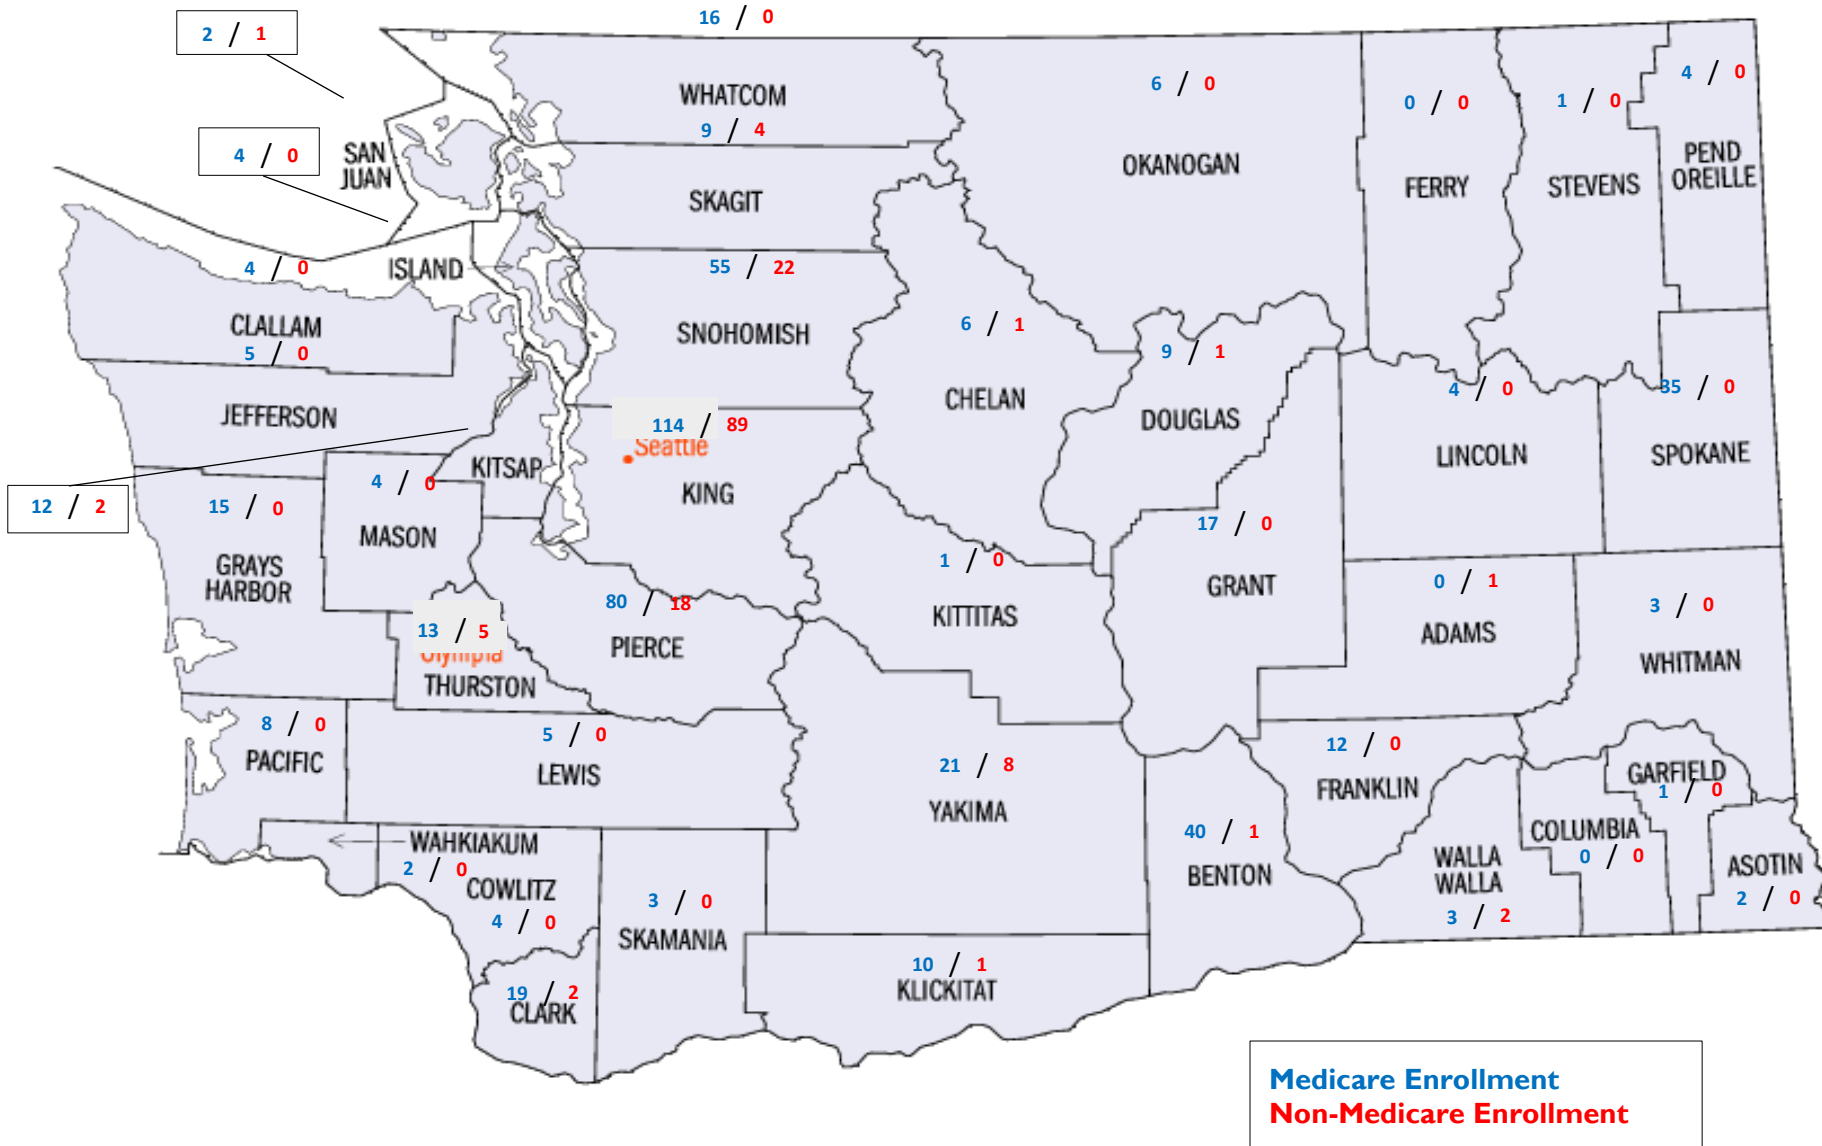 16 / 0
2 / 1
4 / 0
6 / 0
0 / 0
1 / 0
4 / 0
WHATCOM
9 / 4
SAN
JUAN
OKANOGAN
FERRY
STEVENS
PEND
OREILLE
SKAGIT
4 / 0
ISLAND
55 / 22
SNOHOMISH
CLALLAM
5 / 0
6 / 1
CHELAN
9 / 1
DOUGLAS
4 / 0
LINCOLN
35 / 0
SPOKANE
JEFFERSON
114 / 89
Seattle
KING
KITSAP
12 / 2
15 / 0
GRAYS
HARBOR
4 / 0
MASON
17 / 0
GRANT
1 / 0
KITTITAS
0 / 1
ADAMS
3 / 0
WHITMAN
80 / 18
PIERCE
13 / 5
Olympia
THURSTON
8 / 0
PACIFIC
5 / 0
LEWIS
21 / 8
YAKIMA
12 / 0
FRANKLIN
GARFIELD
1 / 0
40 / 1
BENTON
COLUMBIA
0 / 0
WALLA
WALLA
3 / 2
ASOTIN
2 / 0
WAHKIAKUM
2 / 0
COWLITZ
4 / 0
3 / 0
SKAMANIA
10 / 1
KLICKITAT
19 / 2
CLARK
Medicare Enrollment
Non-Medicare Enrollment